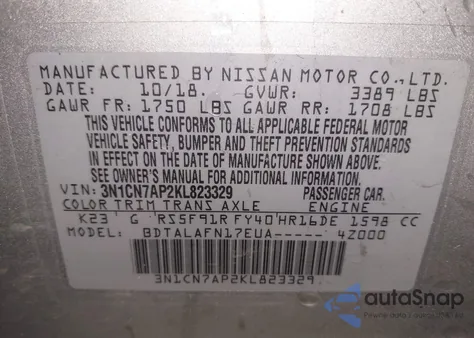 MANUFACTURED BY NISSAN MOTOR CO.,LTD.
DATE: 10/18. GVWR: 3389 LBS
GAWR FR: 1750 LBS GAWR RR: 1708 LBS
THIS VEHICLE CONFORMS TO ALL APPLICABLE FEDERAL MOTOR
VEHICLE SAFETY, BUMPER AND THEFT PREVENTION STANDARDS
IN EFFECT ON THE DATE OF MANUFACTURE SHOWN ABOVE.
SEE OWNER'S MANUAL FOR ADDITIONAL INFORMATION.
VIN: 3N1CN7AP2KL823329 PASSENGER CAR.
COLOR TRIM TRANS AXLE ENGINE
K23 G RS5F91R FY40 HR16DE 1598 CC
MODEL: BDTALAFN17EUA----- 4Z000
3N1CN7AP2KL823329
autoSnap